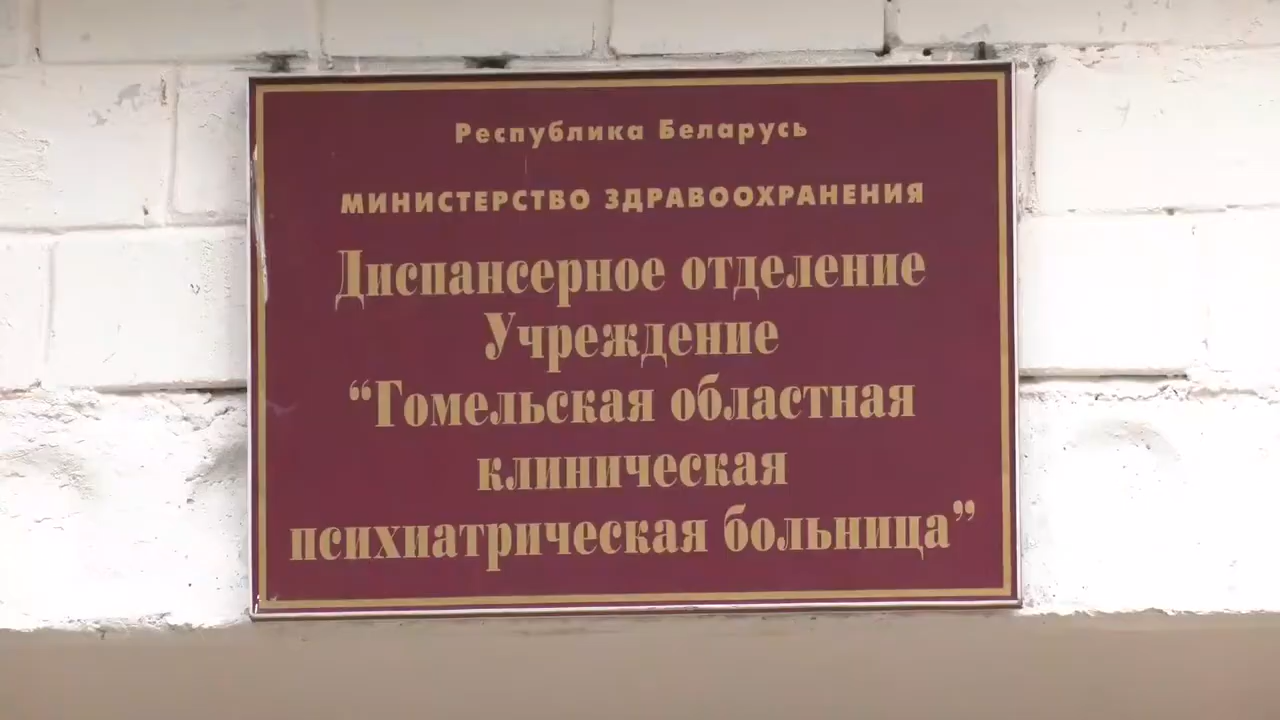 Республика Беларусь
МИНИСТЕРСТВО ЗДРАВООХРАНЕНИЯ
Диспансерное отделение
Учреждение
“Гомельская областная
клиническая
психиатрическая больница”